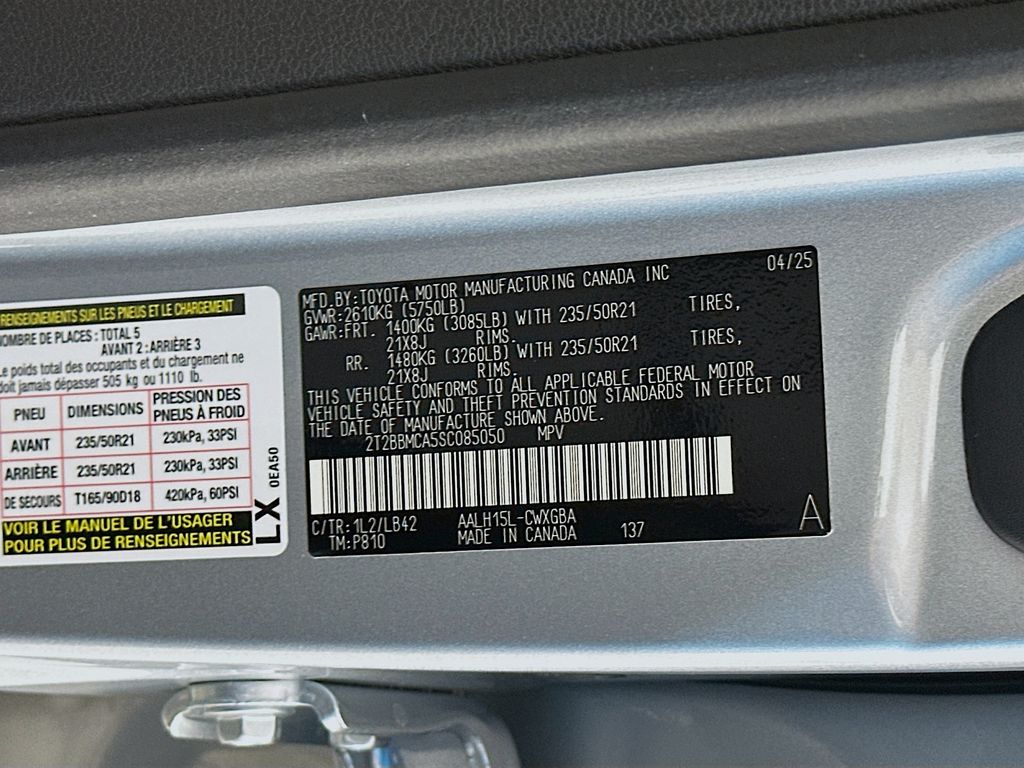 RENSEIGNEMENTS SUR LES PNEUS ET LE CHARGEMENT
NOMBRE DE PLACES : TOTAL 5
AVANT 2 : ARRIÈRE 3
Le poids total des occupants et du chargement ne
doit jamais dépasser 505 kg ou 1110 lb.
PNEU DIMENSIONS PRESSION DES PNEUS À FROID
AVANT 235/50R21 230kPa, 33PSI
ARRIÈRE 235/50R21 230kPa, 33PSI
DE SECOURS T165/90D18 420kPa, 60PSI
VOIR LE MANUEL DE L'USAGER
POUR PLUS DE RENSEIGNEMENTS
LX 0EA50
MFD.BY:TOYOTA MOTOR MANUFACTURING CANADA INC 04/25
GVWR:2610KG (5750LB)
GAWR:FRT. 1400KG (3085LB) WITH 235/50R21 TIRES,
21X8J RIMS.
RR. 1480KG (3260LB) WITH 235/50R21 TIRES,
21X8J RIMS.
THIS VEHICLE CONFORMS TO ALL APPLICABLE FEDERAL MOTOR
VEHICLE SAFETY AND THEFT PREVENTION STANDARDS IN EFFECT ON
THE DATE OF MANUFACTURE SHOWN ABOVE.
2T2BBMCA5SC085050 MPV
C/TR:1L2/LB42 AALH15L-CWXGBA
TM:P810 MADE IN CANADA 137 A